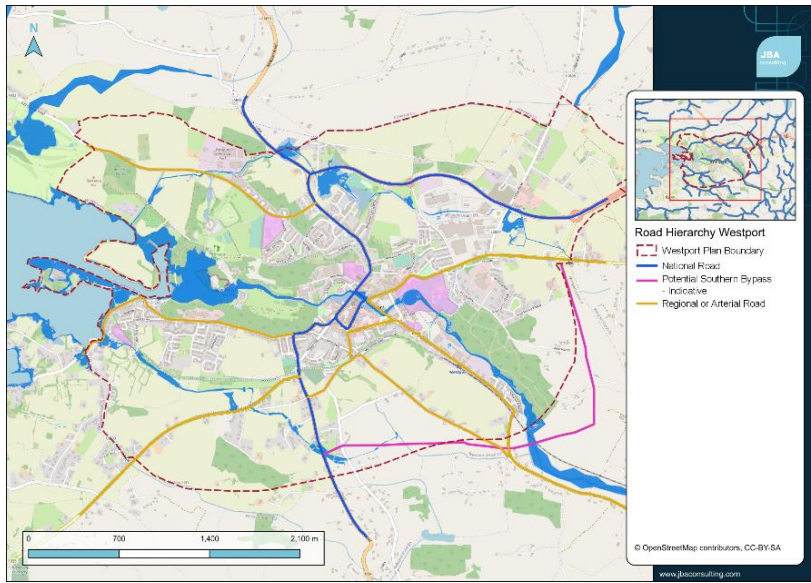 N
JBA
consulting
Road Hierarchy Westport
Westport Plan Boundary
National Road
Potential Southern Bypass
- Indicative
Regional or Arterial Road
0 700 1,400 2,100 m
© OpenStreetMap contributors, CC-BY-SA
www.jbaconsulting.com